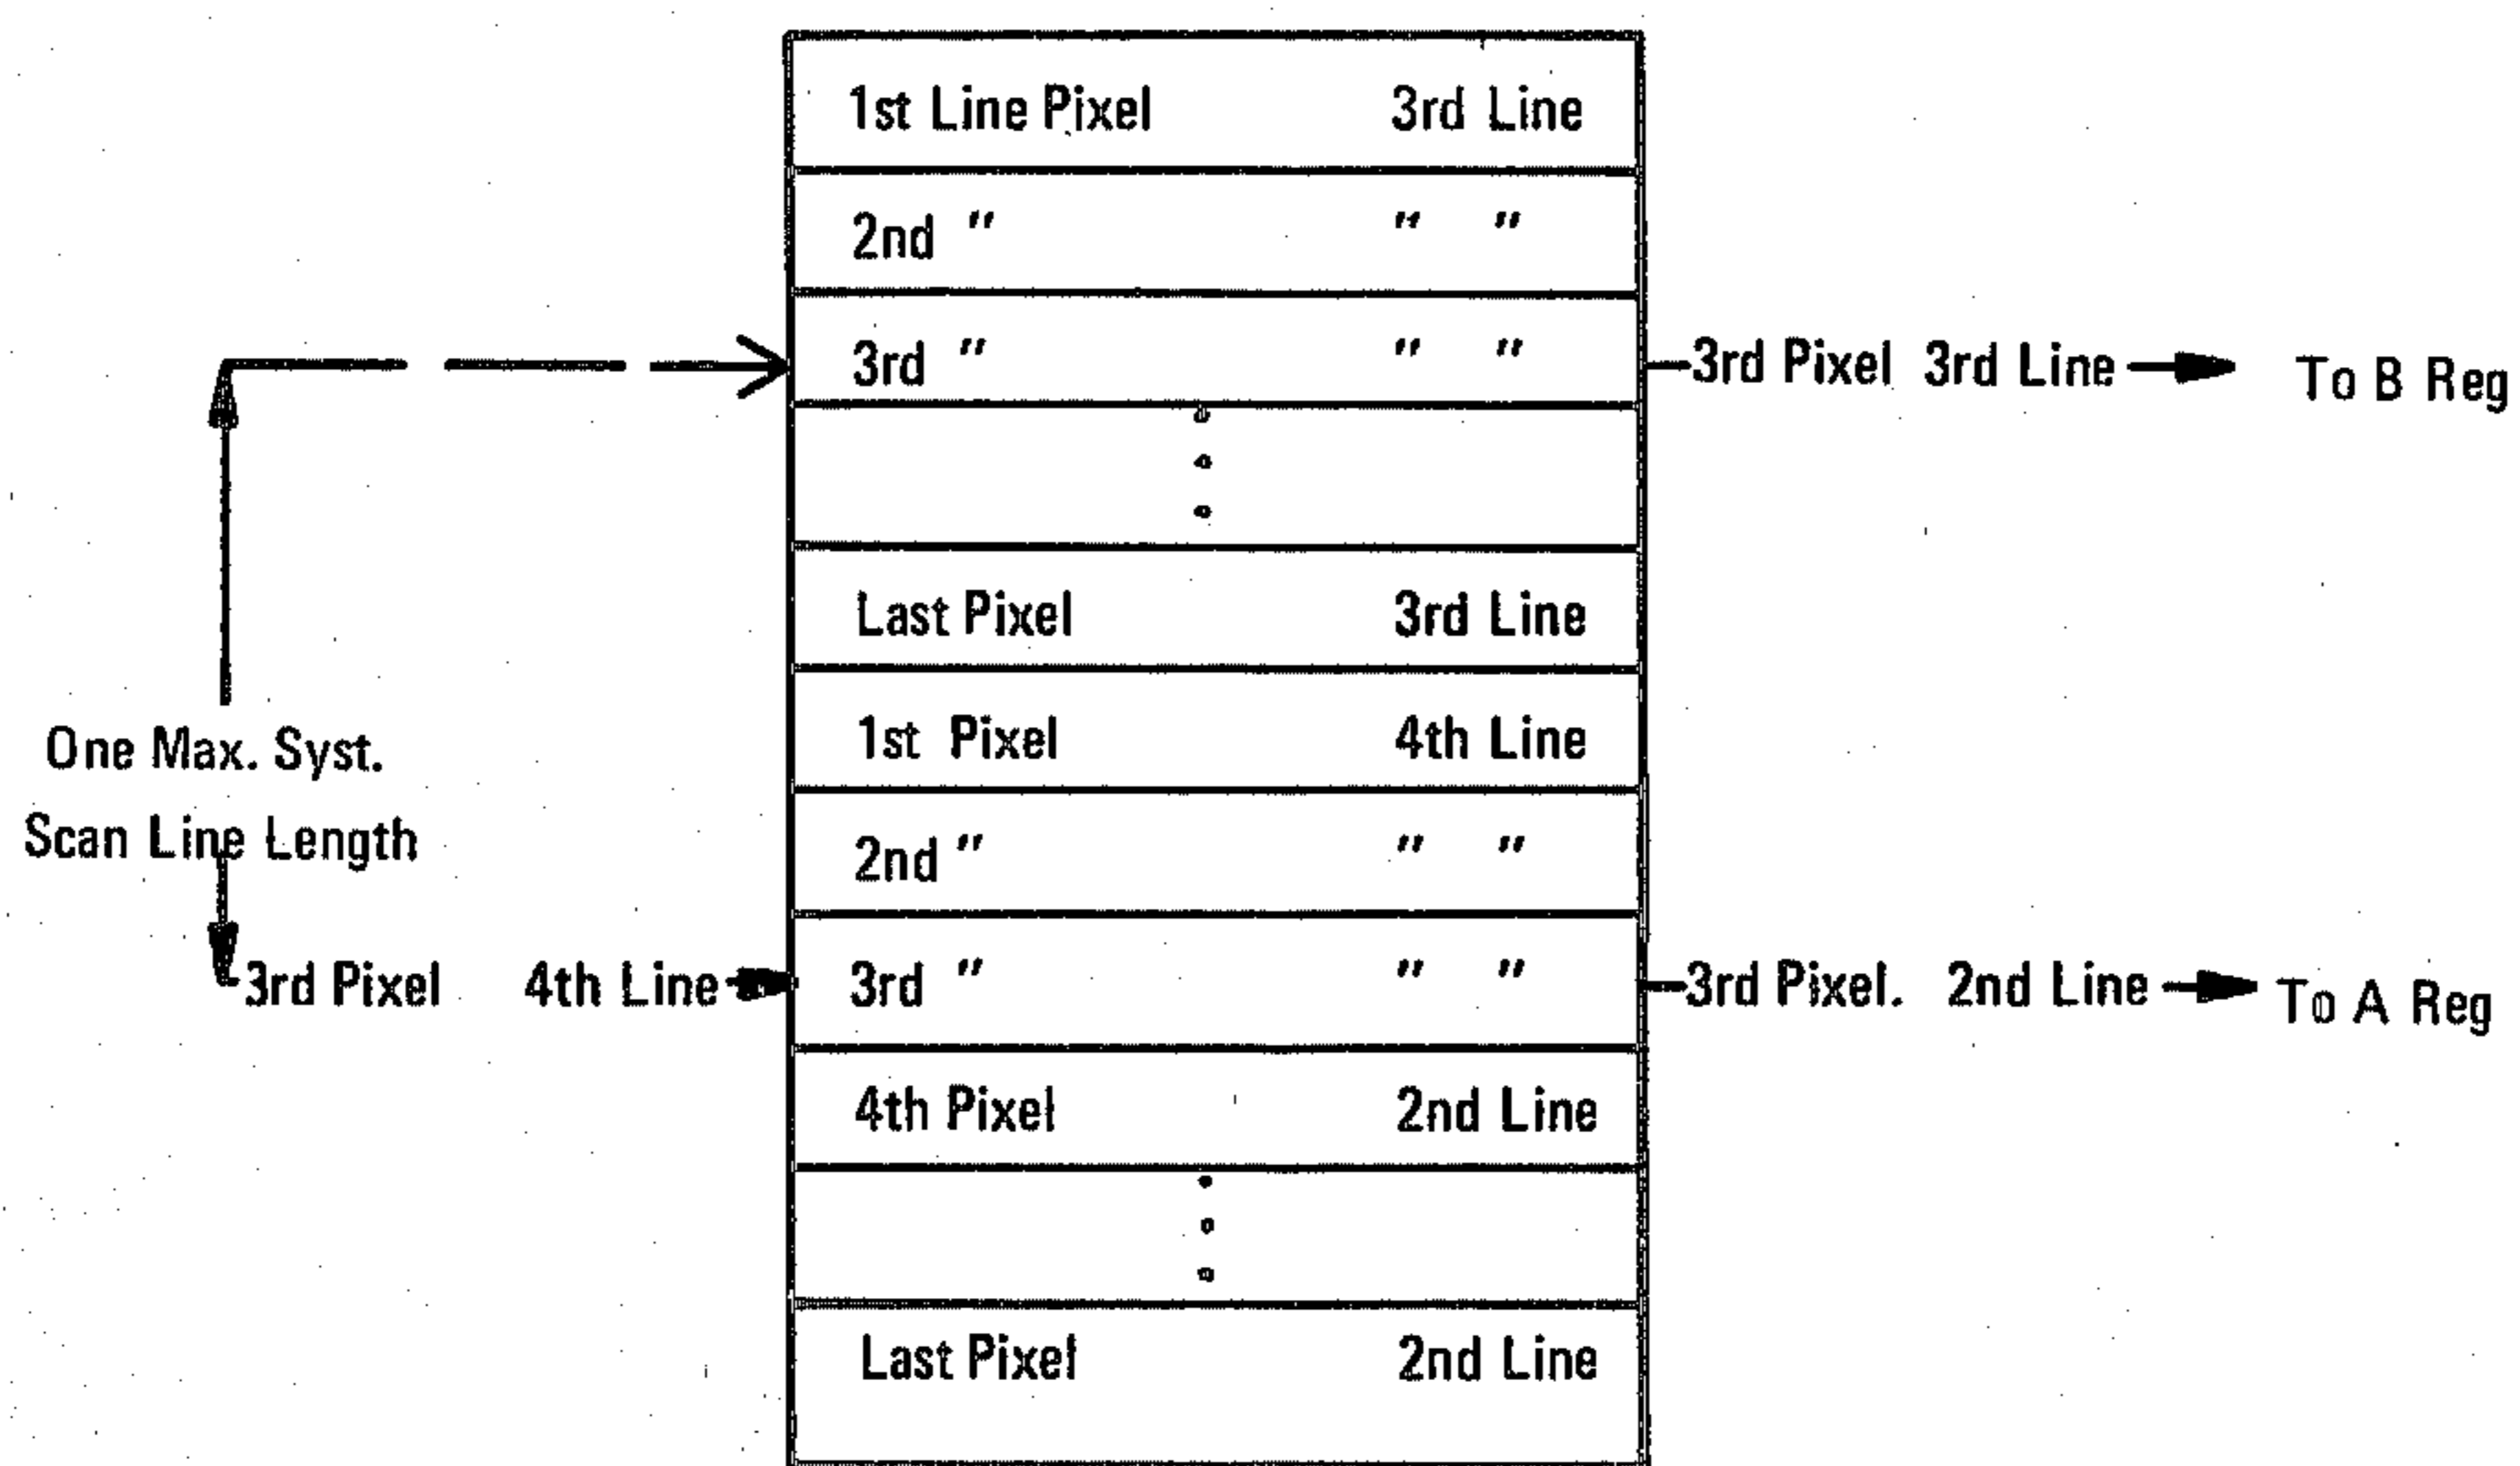 1st Line Pixel 3rd Line
2nd " " "
3rd " " "
3rd Pixel 3rd Line
To B Reg
Last Pixel 3rd Line
1st Pixel 4th Line
One Max. Syst.
Scan Line Length
2nd " " "
3rd Pixel 4th Line
3rd " " "
3rd Pixel. 2nd Line
To A Reg
4th Pixel 2nd Line
Last Pixel 2nd Line